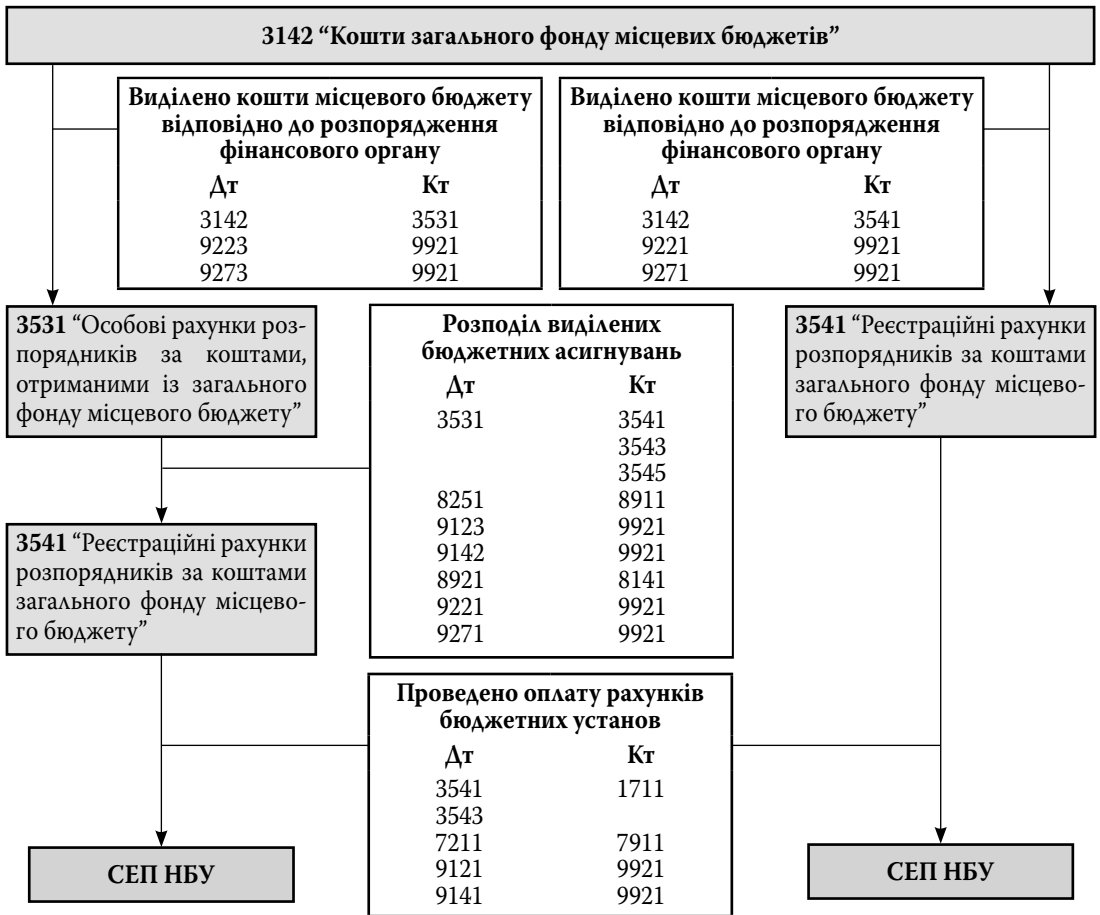 3142 “Кошти загального фонду місцевих бюджетів”
Виділено кошти місцевого бюджету
відповідно до розпорядження
фінансового органу
Дт Кт
3142 3531
9223 9921
9273 9921
Виділено кошти місцевого бюджету
відповідно до розпорядження
фінансового органу
Дт Кт
3142 3541
9221 9921
9271 9921
3531 “Особові рахунки роз-
порядників за коштами,
отриманими із загального
фонду місцевого бюджету”
Розподіл виділених
бюджетних асигнувань
Дт Кт
3531 3541
3543
3545
8251 8911
9123 9921
9142 9921
8921 8141
9221 9921
9271 9921
3541 “Реєстраційні рахунки
розпорядників за коштами
загального фонду місцево-
го бюджету”
3541 “Реєстраційні рахунки
розпорядників за коштами
загального фонду місцево-
го бюджету”
Проведено оплату рахунків
бюджетних установ
Дт Кт
3541 1711
3543
7211 7911
9121 9921
9141 9921
СЕП НБУ
СЕП НБУ